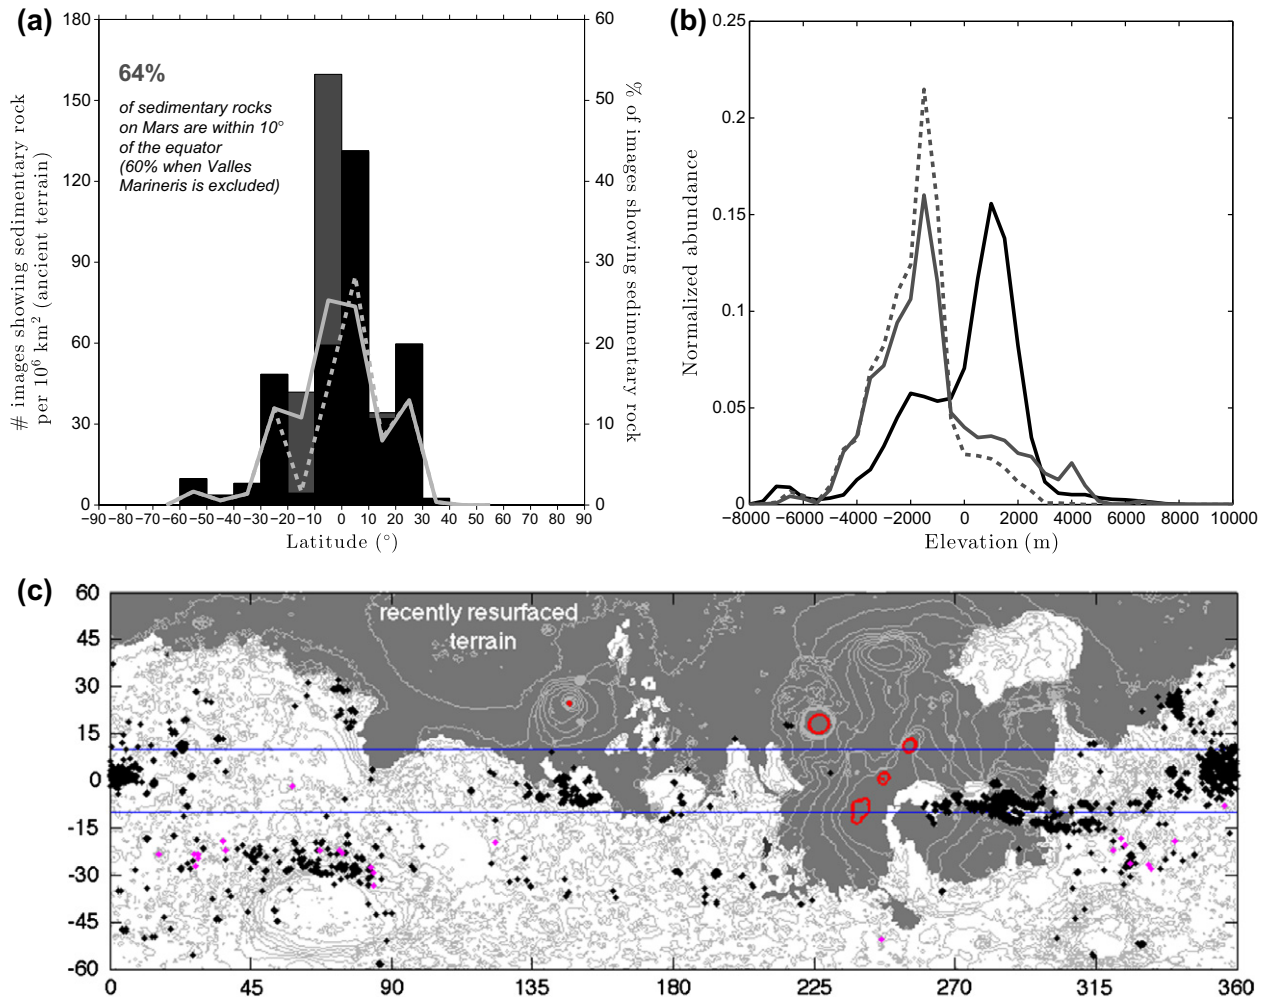 (a)
180
150
120
90
60
30
0
60
50
40
30
20
10
0
# images showing sedimentary rock
per 10⁶ km² (ancient terrain)
% of images showing sedimentary rock
64%
of sedimentary rocks
on Mars are within 10°
of the equator
(60% when Valles
Marineris is excluded)
−90 −80 −70 −60 −50 −40 −30 −20 −10 0 10 20 30 40 50 60 70 80 90
Latitude (°)
(b)
0.25
0.2
0.15
0.1
0.05
0
Normalized abundance
−8000 −6000 −4000 −2000 0 2000 4000 6000 8000 10000
Elevation (m)
(c)
60
45
30
15
0
-15
-30
-45
-60
recently resurfaced
terrain
0 45 90 135 180 225 270 315 360